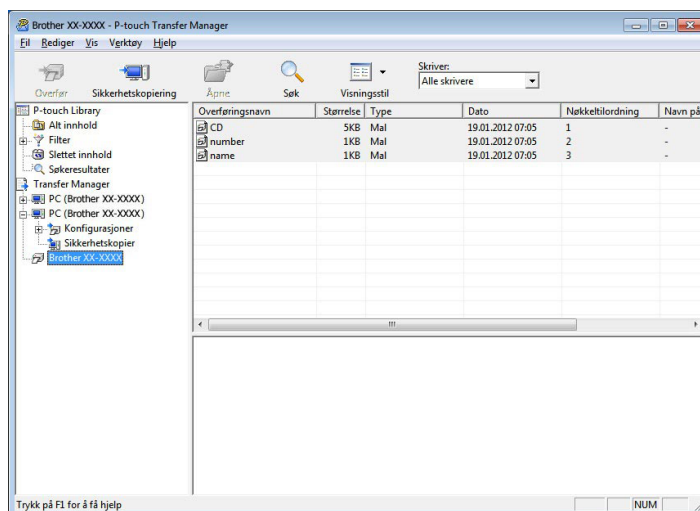 Brother XX-XXXX - P-touch Transfer Manager
Fil Rediger Vis Verktøy Hjelp
Overfør Sikkerhetskopiering Åpne Søk Visningsstil
Skriver:
Alle skrivere
P-touch Library
Alt innhold
Filter
Slettet innhold
Søkeresultater
Transfer Manager
PC (Brother XX-XXXX)
PC (Brother XX-XXXX)
Konfigurasjoner
Sikkerhetskopier
Brother XX-XXXX
Overføringsnavn Størrelse Type Dato Nøkkeltilordning Navn på
CD 5KB Mal 19.01.2012 07:05 1 -
number 1KB Mal 19.01.2012 07:05 2 -
name 1KB Mal 19.01.2012 07:05 3 -
Trykk på F1 for å få hjelp NUM